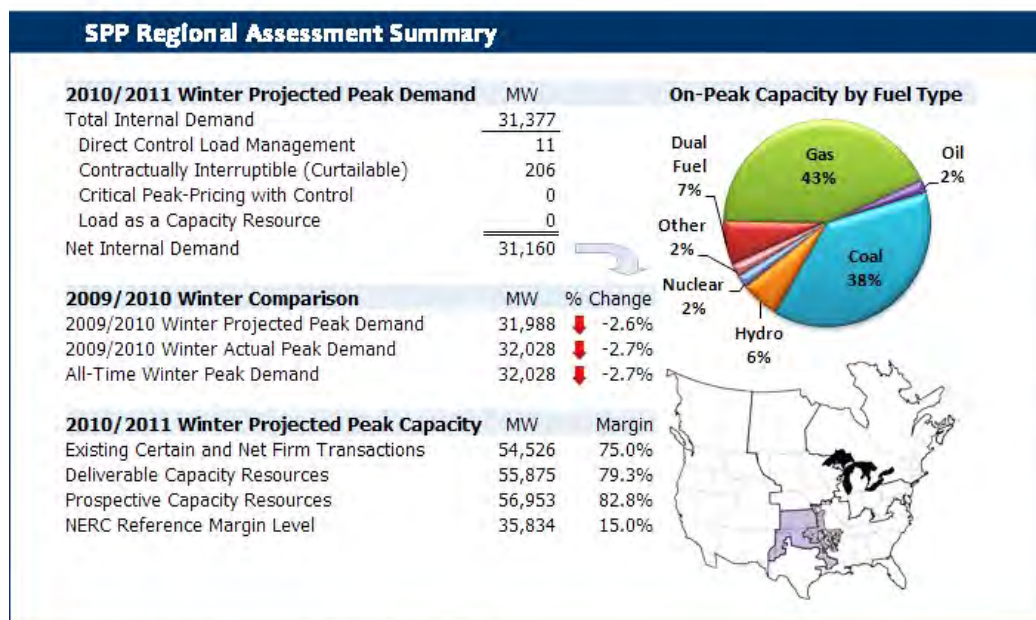 SPP Regional Assessment Summary
2010/2011 Winter Projected Peak Demand MW
Total Internal Demand 31,377
Direct Control Load Management 11
Contractually Interruptible (Curtailable) 206
Critical Peak-Pricing with Control 0
Load as a Capacity Resource 0
Net Internal Demand 31,160
2009/2010 Winter Comparison MW % Change
2009/2010 Winter Projected Peak Demand 31,988 -2.6%
2009/2010 Winter Actual Peak Demand 32,028 -2.7%
All-Time Winter Peak Demand 32,028 -2.7%
2010/2011 Winter Projected Peak Capacity MW Margin
Existing Certain and Net Firm Transactions 54,526 75.0%
Deliverable Capacity Resources 55,875 79.3%
Prospective Capacity Resources 56,953 82.8%
NERC Reference Margin Level 35,834 15.0%
On-Peak Capacity by Fuel Type
Dual
Fuel
7%
Gas
43%
Oil
2%
Other
2%
Coal
38%
Nuclear
2%
Hydro
6%